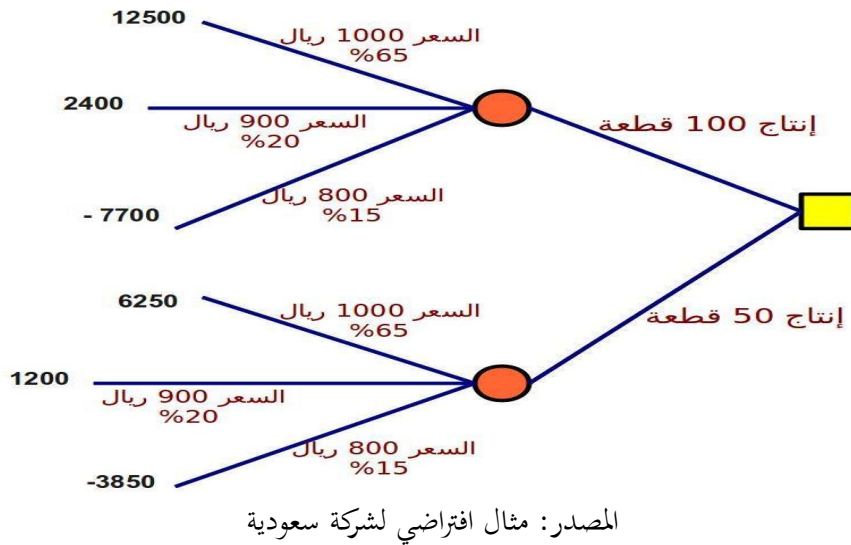 12500
السعر 1000 ريال
%65
2400
السعر 900 ريال
%20
إنتاج 100 قطعة
السعر 800 ريال
%15
- 7700
6250
السعر 1000 ريال
%65
إنتاج 50 قطعة
1200
السعر 900 ريال
%20
السعر 800 ريال
%15
-3850
المصدر: مثال افتراضي لشركة سعودية